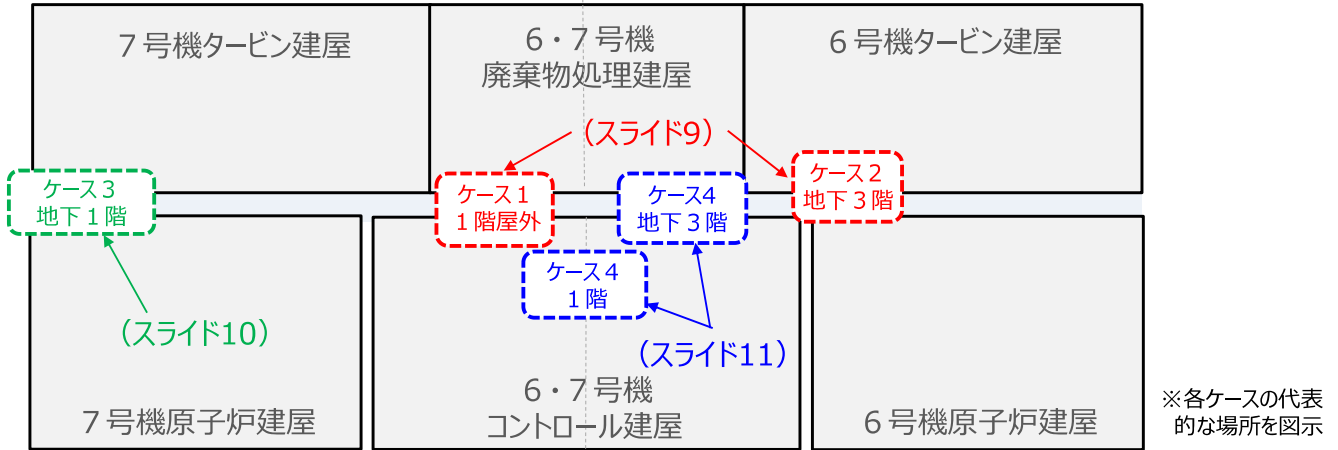 7号機タービン建屋
6・7号機
廃棄物処理建屋
6号機タービン建屋
（スライド9）
ケース3
地下1階
ケース1
1階屋外
ケース4
地下3階
ケース2
地下3階
ケース4
1階
（スライド10）
（スライド11）
7号機原子炉建屋
6・7号機
コントロール建屋
6号機原子炉建屋
※各ケースの代表
的な場所を図示